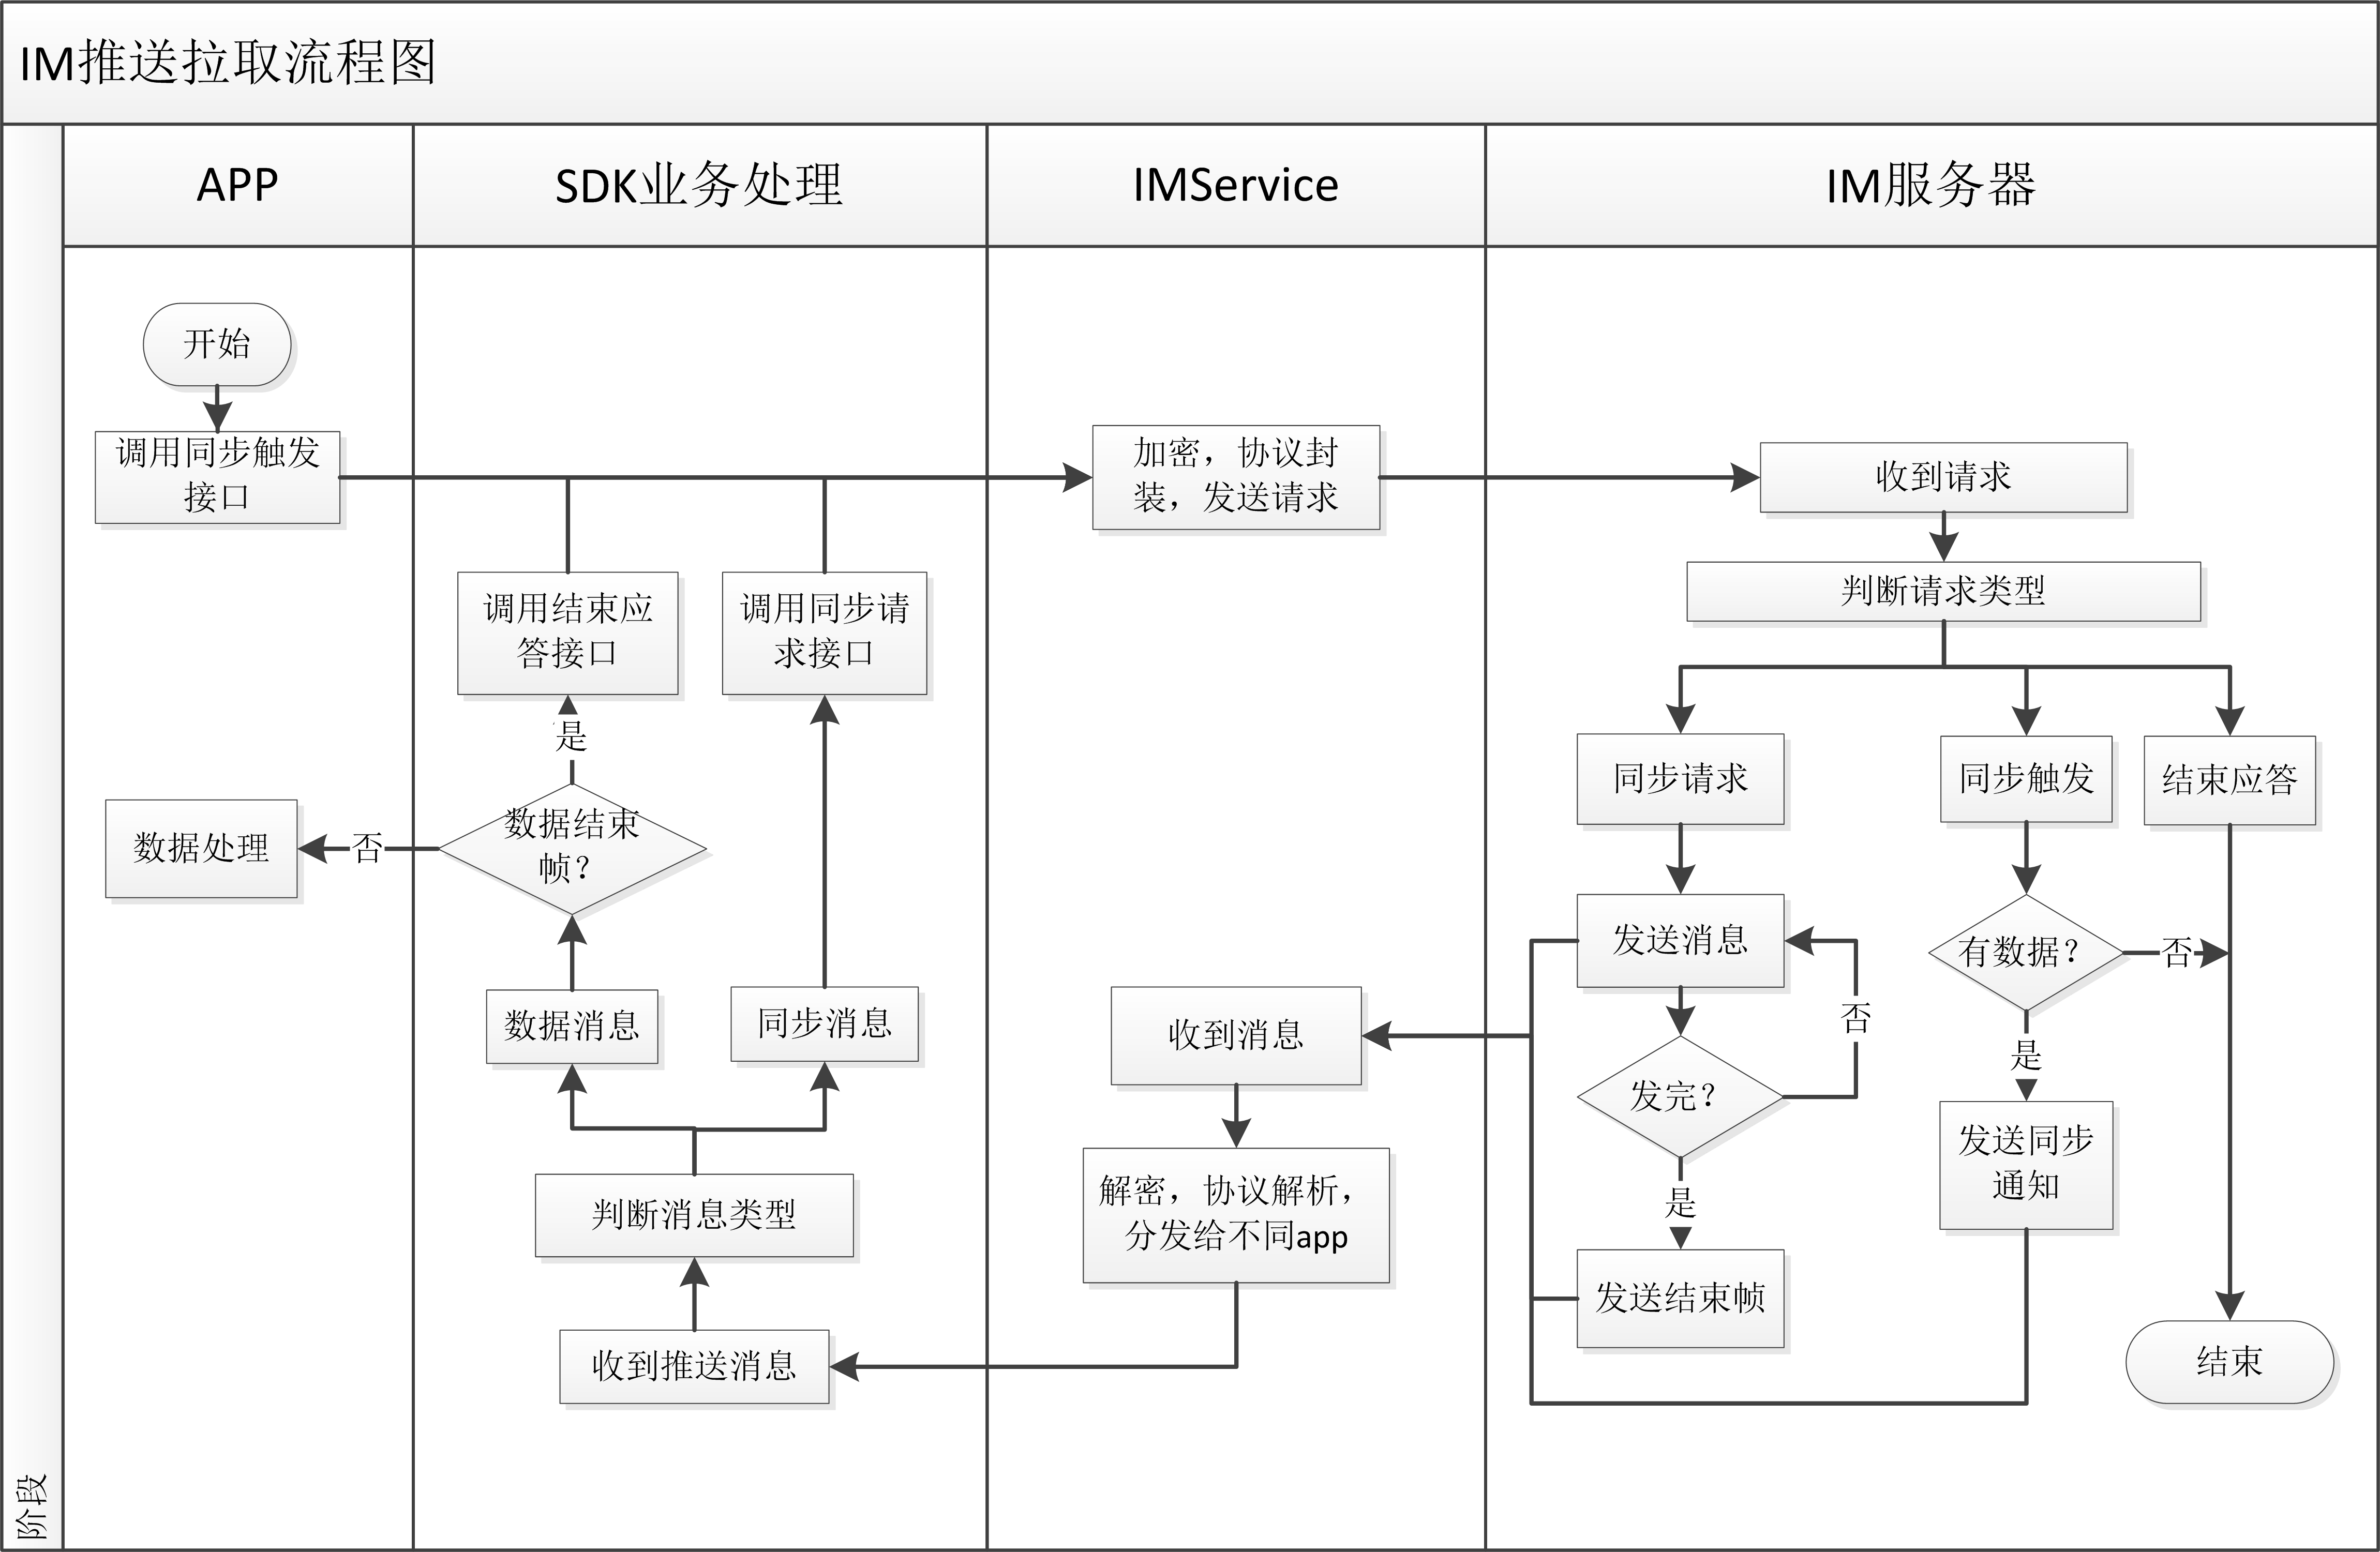 IM推送拉取流程图
阶段
APP
SDK业务处理
IMService
IM服务器
开始
调用同步触发
接口
数据处理
否
调用结束应
答接口
是
数据结束
帧？
数据消息
调用同步请
求接口
同步消息
判断消息类型
收到推送消息
加密，协议封
装，发送请求
收到消息
解密，协议解析，
分发给不同app
收到请求
判断请求类型
同步请求
同步触发
结束应答
发送消息
有数据？
否
否
发完？
是
是
发送同步
通知
发送结束帧
结束